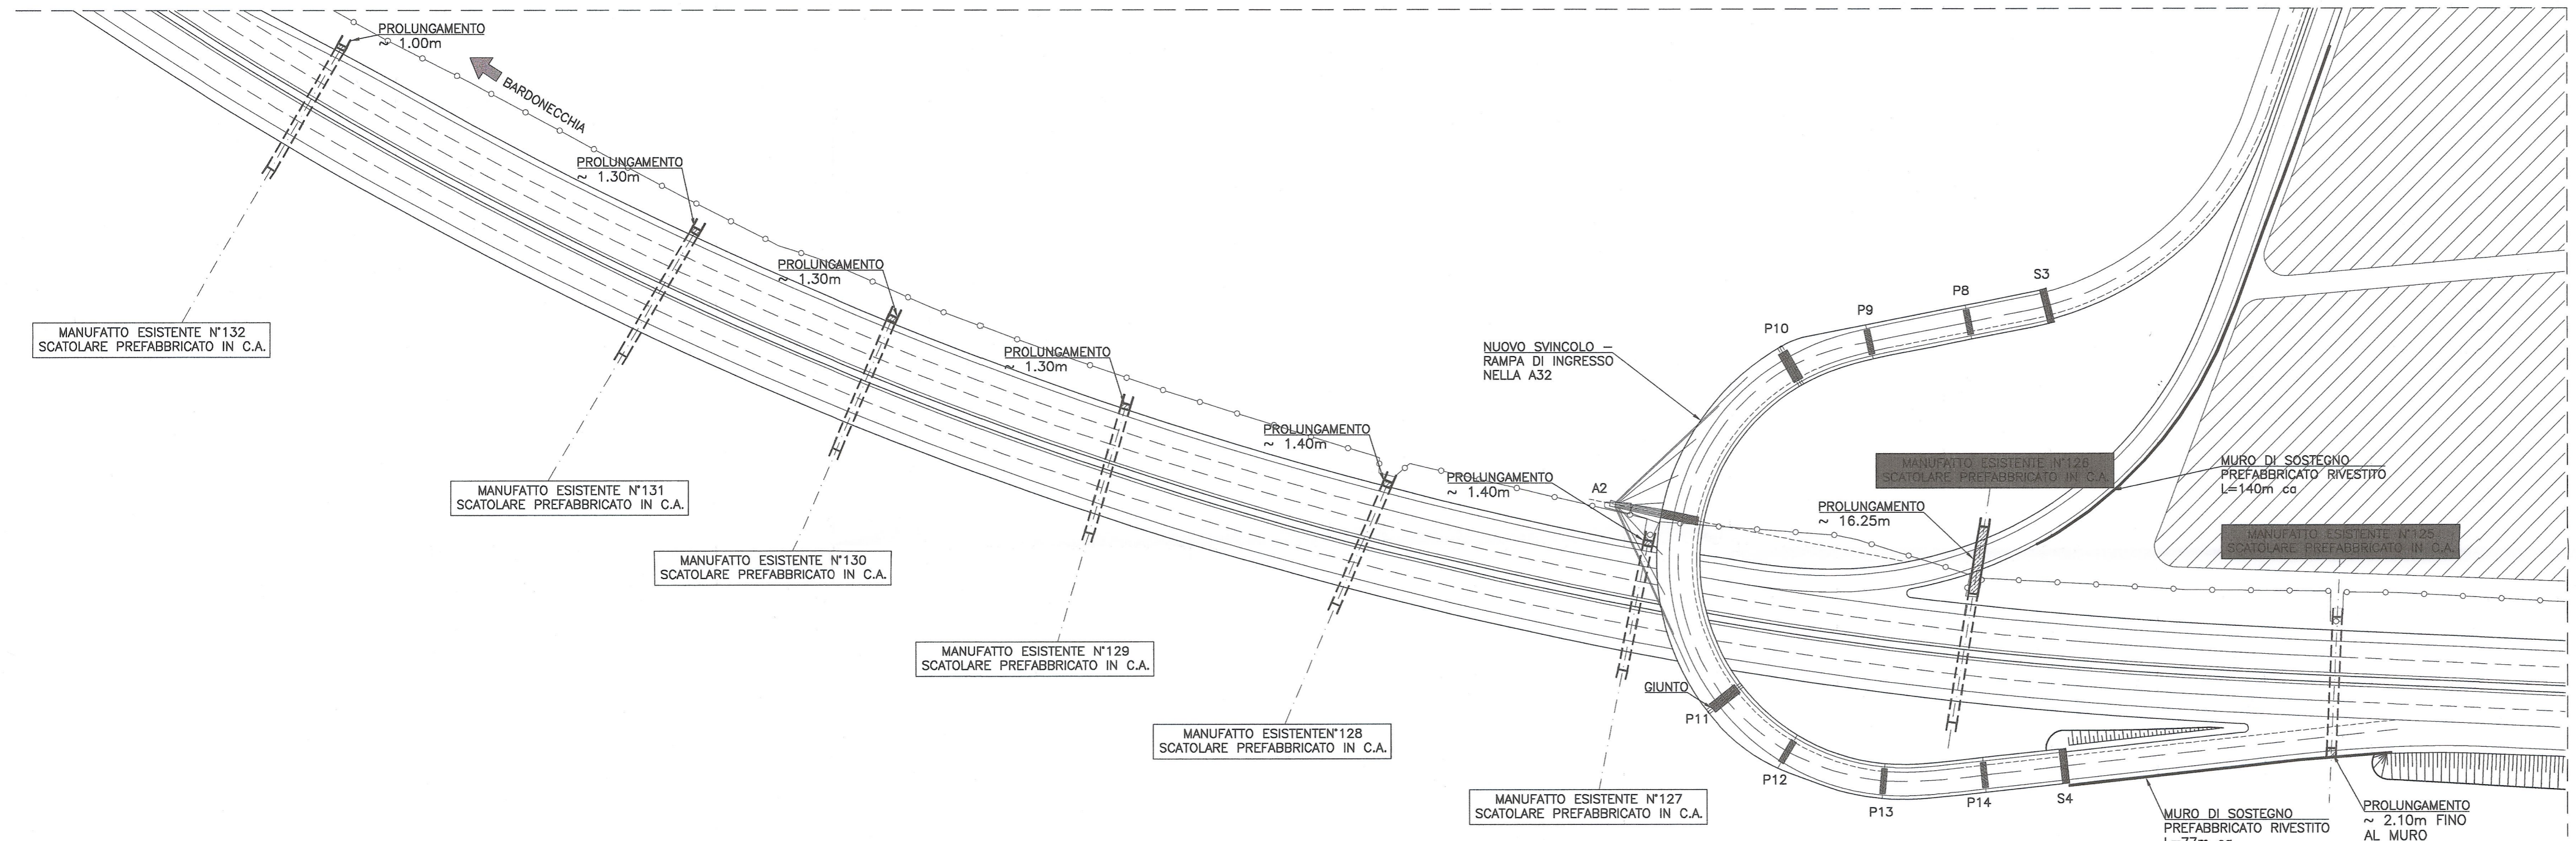 PROLUNGAMENTO
~ 1.00m
BARDONECCHIA
PROLUNGAMENTO
~ 1.30m
PROLUNGAMENTO
~ 1.30m
PROLUNGAMENTO
~ 1.30m
PROLUNGAMENTO
~ 1.40m
PROLUNGAMENTO
~ 1.40m
MANUFATTO ESISTENTE N°132
SCATOLARE PREFABBRICATO IN C.A.
MANUFATTO ESISTENTE N°131
SCATOLARE PREFABBRICATO IN C.A.
MANUFATTO ESISTENTE N°130
SCATOLARE PREFABBRICATO IN C.A.
MANUFATTO ESISTENTE N°129
SCATOLARE PREFABBRICATO IN C.A.
MANUFATTO ESISTENTEN°128
SCATOLARE PREFABBRICATO IN C.A.
MANUFATTO ESISTENTE N°127
SCATOLARE PREFABBRICATO IN C.A.
NUOVO SVINCOLO –
RAMPA DI INGRESSO
NELLA A32
A2
P10
P9
P8
S3
MANUFATTO ESISTENTE N°126
SCATOLARE PREFABBRICATO IN C.A.
PROLUNGAMENTO
~ 16.25m
MURO DI SOSTEGNO
PREFABBRICATO RIVESTITO
L=140m ca
MANUFATTO ESISTENTE N°125
SCATOLARE PREFABBRICATO IN C.A.
GIUNTO
P11
P12
P13
P14
S4
MURO DI SOSTEGNO
PREFABBRICATO RIVESTITO
L=77m ca
PROLUNGAMENTO
~ 2.10m FINO
AL MURO